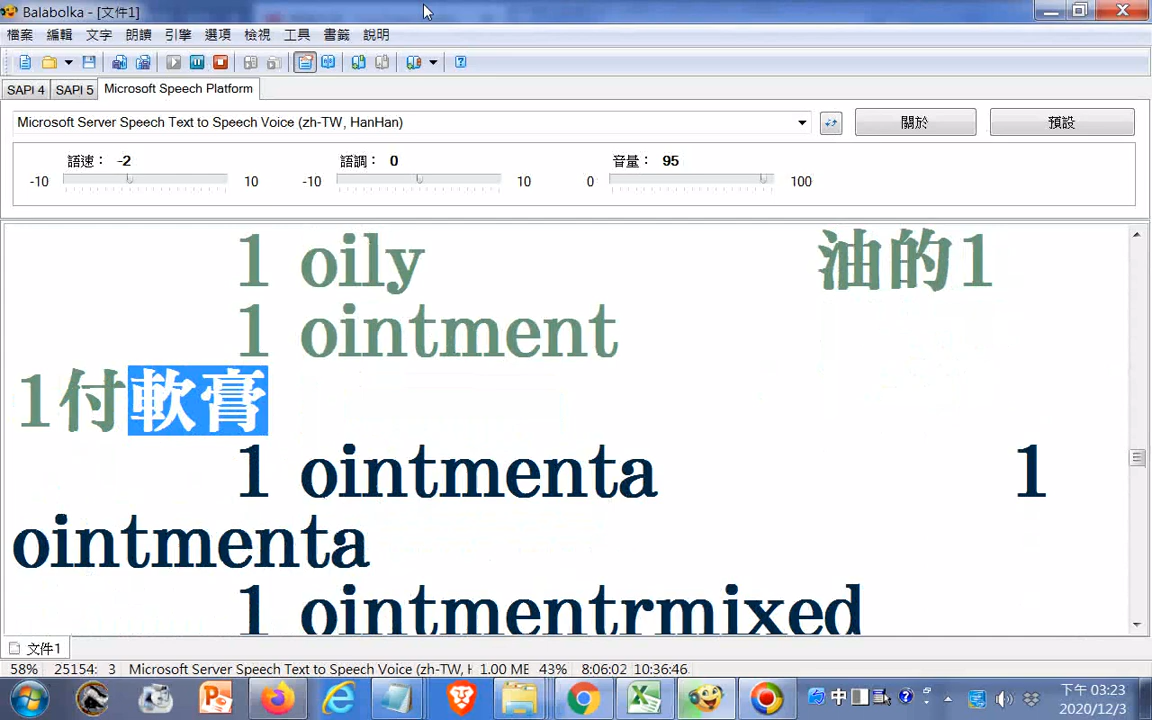 Balabolka - [文件1]
檔案 編輯 文字 朗讀 引擎 選項 檢視 工具 書籤 說明
SAPI 4 SAPI 5 Microsoft Speech Platform
Microsoft Server Speech Text to Speech Voice (zh-TW, HanHan) 關於 預設
語速： -2 語調： 0 音量： 95
-10 10 -10 10 0 100
1 oily 油的1
1 ointment
1付軟膏
1 ointmenta 1
ointmenta
1 ointmentrmixed
文件1
58% 25154: 3 Microsoft Server Speech Text to Speech Voice (zh-TW, H 1.00 ME 43% 8:06:02 10:36:46
中 下午 03:23
2020/12/3